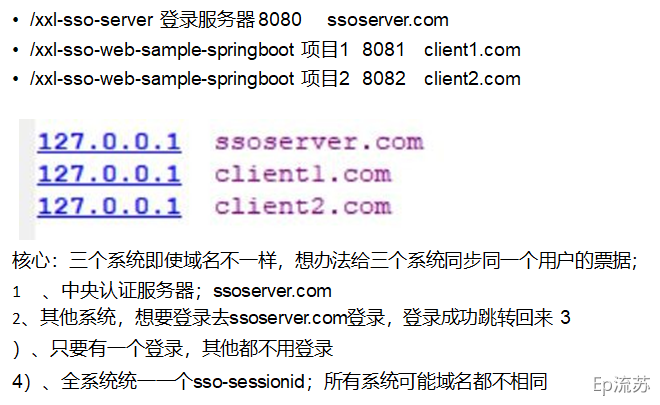 • /xxl-sso-server 登录服务器 8080 ssoserver.com
• /xxl-sso-web-sample-springboot 项目1 8081 client1.com
• /xxl-sso-web-sample-springboot 项目2 8082 client2.com
127.0.0.1 ssoserver.com
127.0.0.1 client1.com
127.0.0.1 client2.com
核心：三个系统即使域名不一样，想办法给三个系统同步同一个用户的票据；
1 、中央认证服务器；ssoserver.com
2、其他系统，想要登录去ssoserver.com登录，登录成功跳转回来 3
）、只要有一个登录，其他都不用登录
4）、全系统统一一个sso-sessionid；所有系统可能域名都不相同
Ep流苏